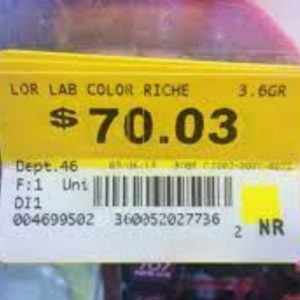 LOR LAB COLOR RICHE 3.6GR
$70.03
Dept.46
F:1 Uni
DI1
004699502 360052027736 2 NR